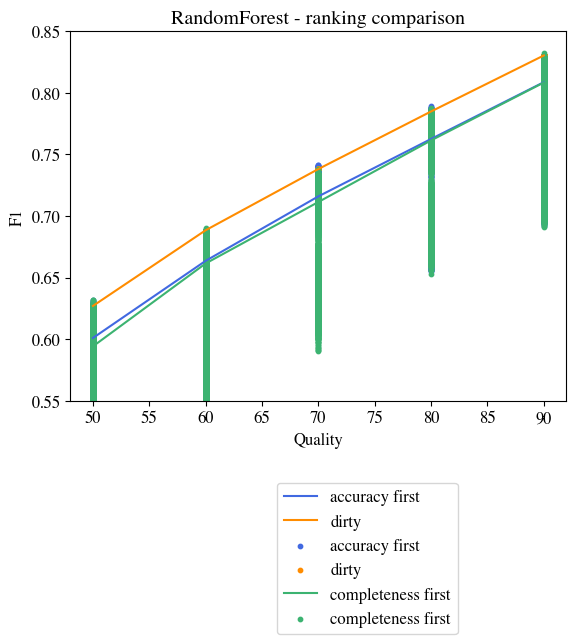 RandomForest - ranking comparison
0.85
0.80
0.75
0.70
0.65
0.60
0.55
F1
50 55 60 65 70 75 80 85 90
Quality
accuracy first
dirty
accuracy first
dirty
completeness first
completeness first